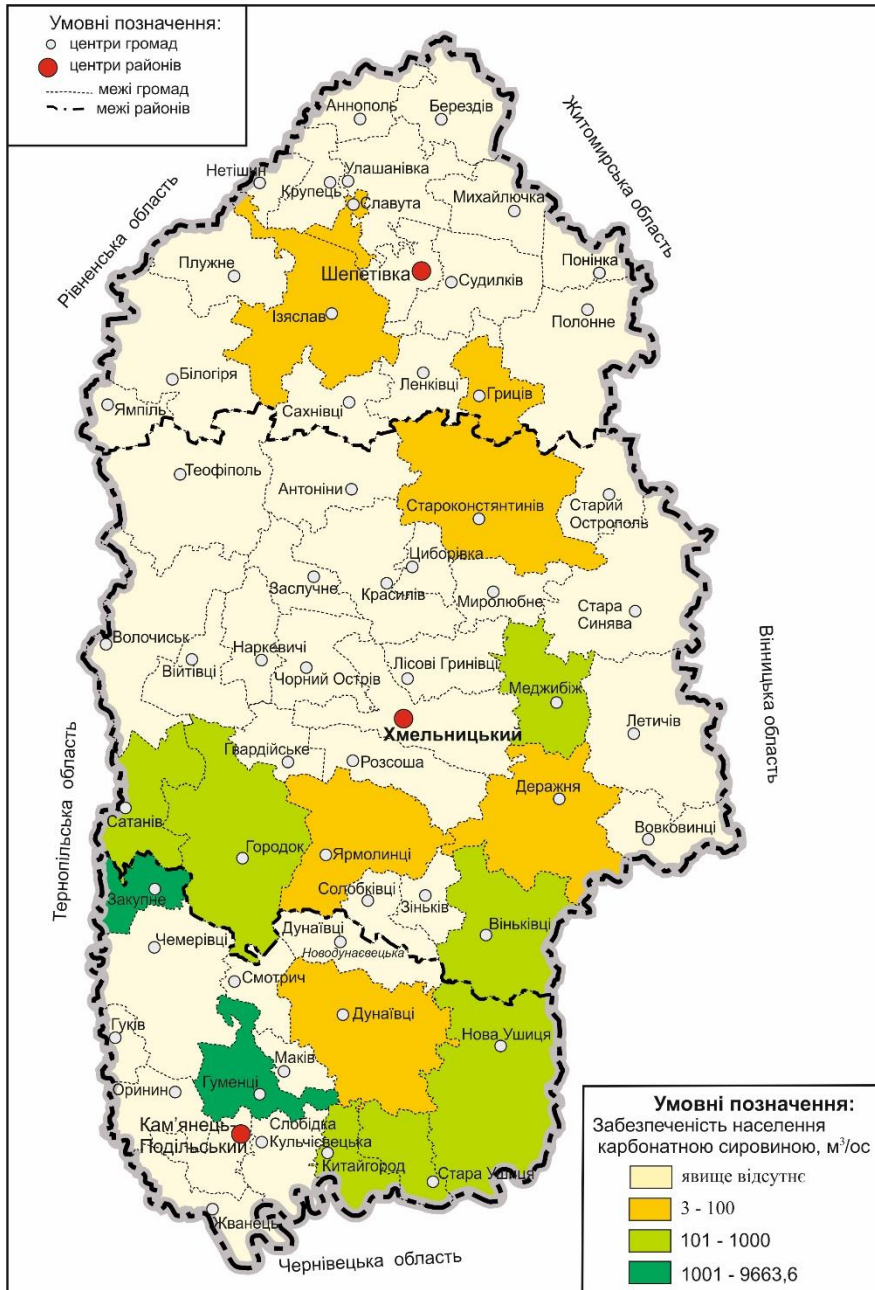 Умовні позначення:
центри громад
центри районів
межі громад
межі районів
Рівненська область
Житомирська область
Вінницька область
Тернопільська область
Чернівецька область
Аннополь
Берездів
Нетішин
Крупець
Улашанівка
Славута
Михайлючка
Плужне
Шепетівка
Судилків
Понінка
Полонне
Ізяслав
Білогіря
Ямпіль
Сахнівці
Ленківці
Гриців
Теофіполь
Антоніни
Староконстянтинів
Старий
Острополь
Циборівка
Заслучне
Красилів
Миролюбне
Стара
Синява
Волочиськ
Війтівці
Наркевичі
Чорний Острів
Лісові Гринівці
Меджибіж
Хмельницький
Летичів
Гвардійське
Розсоша
Деражня
Вовковинці
Сатанів
Городок
Ярмолинці
Закупне
Солобківці
Зіньків
Віньківці
Чемерівці
Дунаївці
Новодунаєвецька
Смотрич
Дунаївці
Нова Ушиця
Гуків
Маків
Гуменці
Оринин
Кам'янець-
Подільський
Слобідка
Кульчієвецька
Китайгород
Стара Ушиця
Жванець
Умовні позначення:
Забезпеченість населення
карбонатною сировиною, м³/ос
явище відсутнє
3 - 100
101 - 1000
1001 - 9663,6